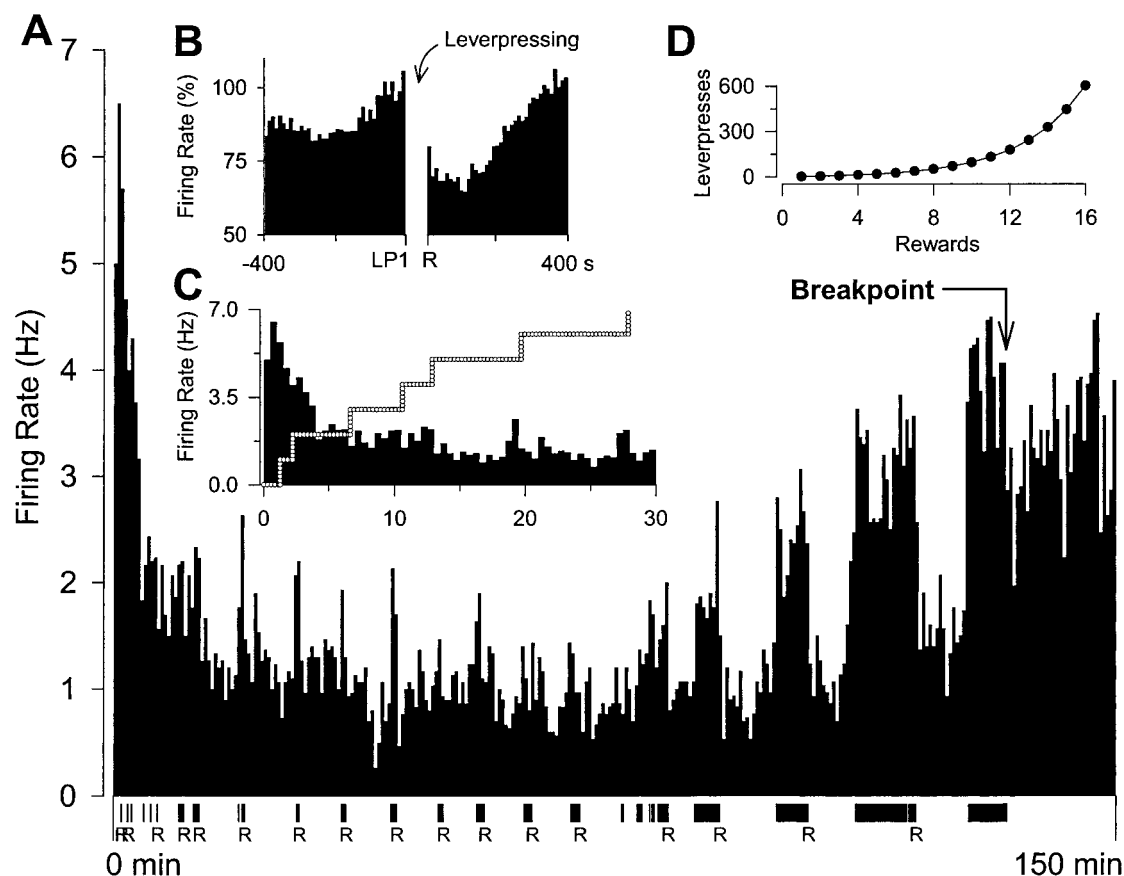 A
7
6
5
4
3
2
1
0
Firing Rate (Hz)
B
Leverpressing
Firing Rate (%)
100
75
50
-400
LP1
R
400 s
C
Firing Rate (Hz)
7.0
3.5
0.0
0
10
20
30
D
Leverpresses
600
300
0
0
4
8
12
16
Rewards
Breakpoint
R R R R R R R R R R R R R R R R R
0 min
150 min